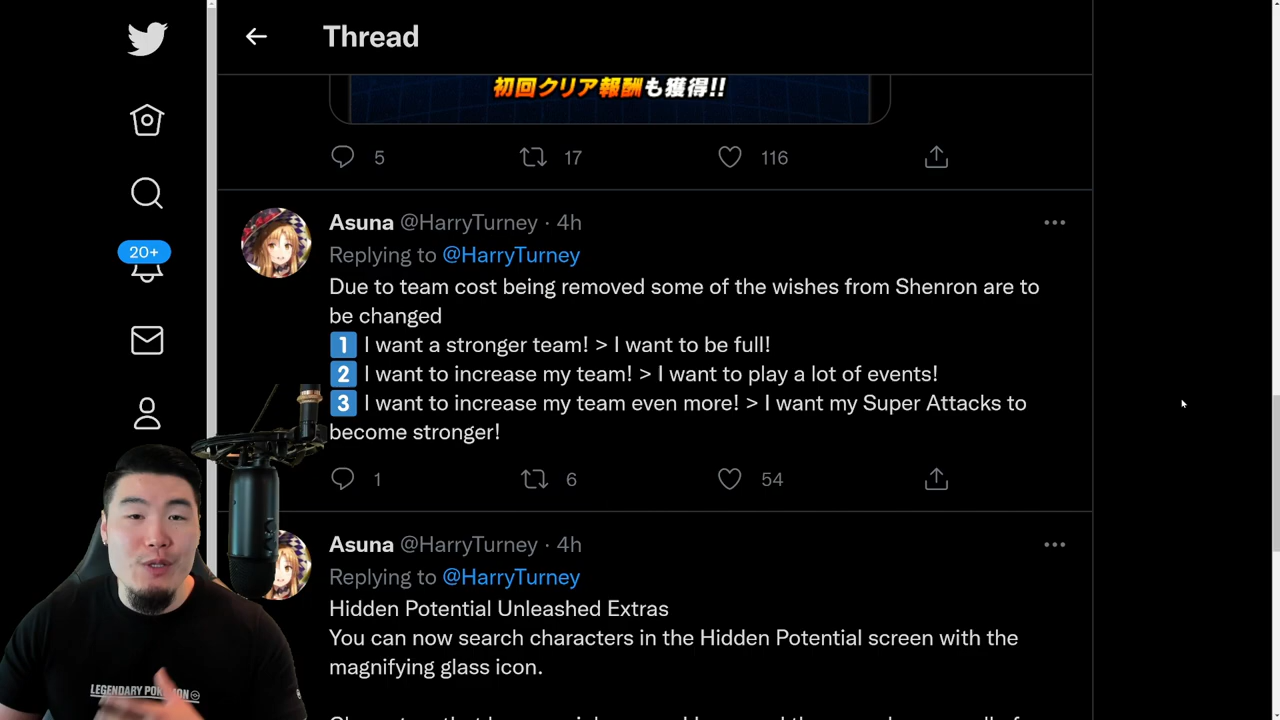 Thread
初回クリア報酬も獲得!!
5 17 116
20+
Asuna @HarryTurney · 4h
Replying to @HarryTurney
Due to team cost being removed some of the wishes from Shenron are to
be changed
1 I want a stronger team! > I want to be full!
2 I want to increase my team! > I want to play a lot of events!
3 I want to increase my team even more! > I want my Super Attacks to
become stronger!
1 6 54
Asuna @HarryTurney · 4h
Replying to @HarryTurney
Hidden Potential Unleashed Extras
You can now search characters in the Hidden Potential screen with the
magnifying glass icon.
LEGENDARY